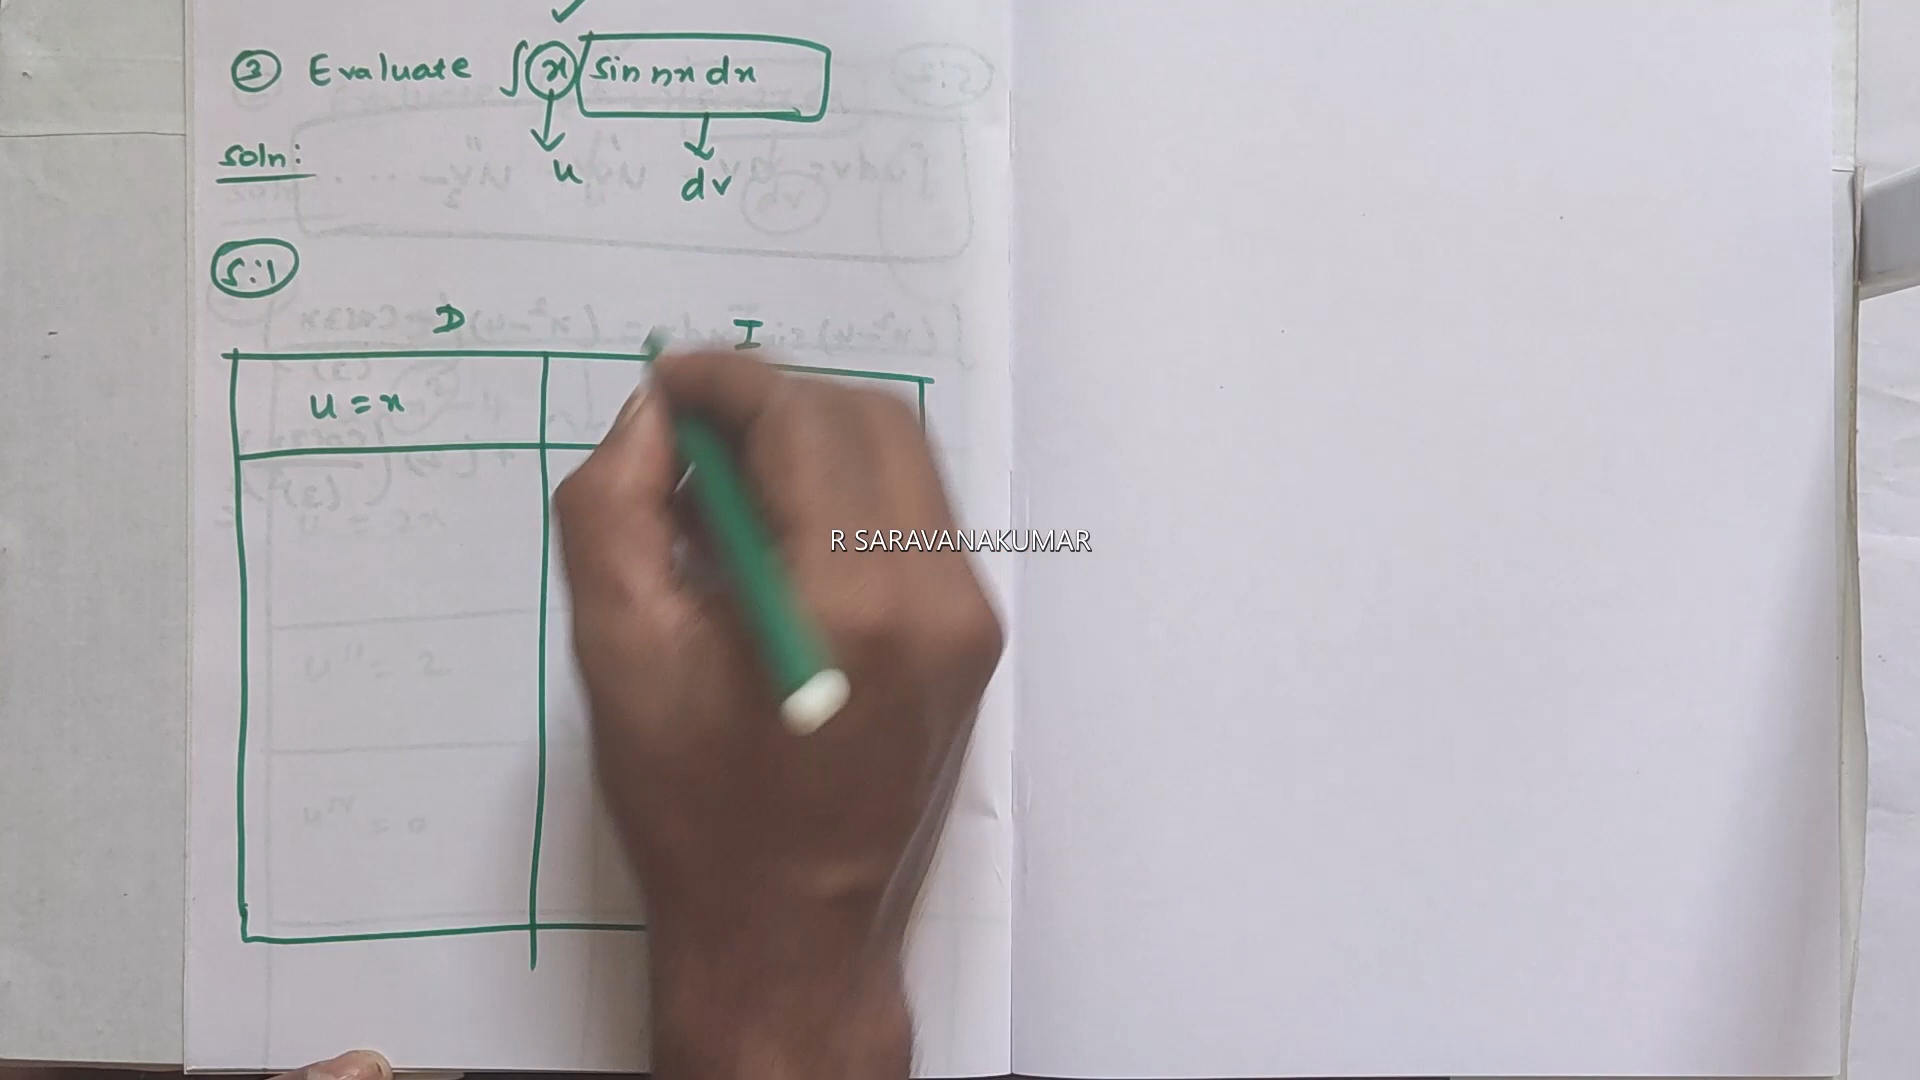 ③ Evaluate ∫ x sin nx dx
Soln:
u dv
S:1
D I
u = x
R SARAVANAKUMAR